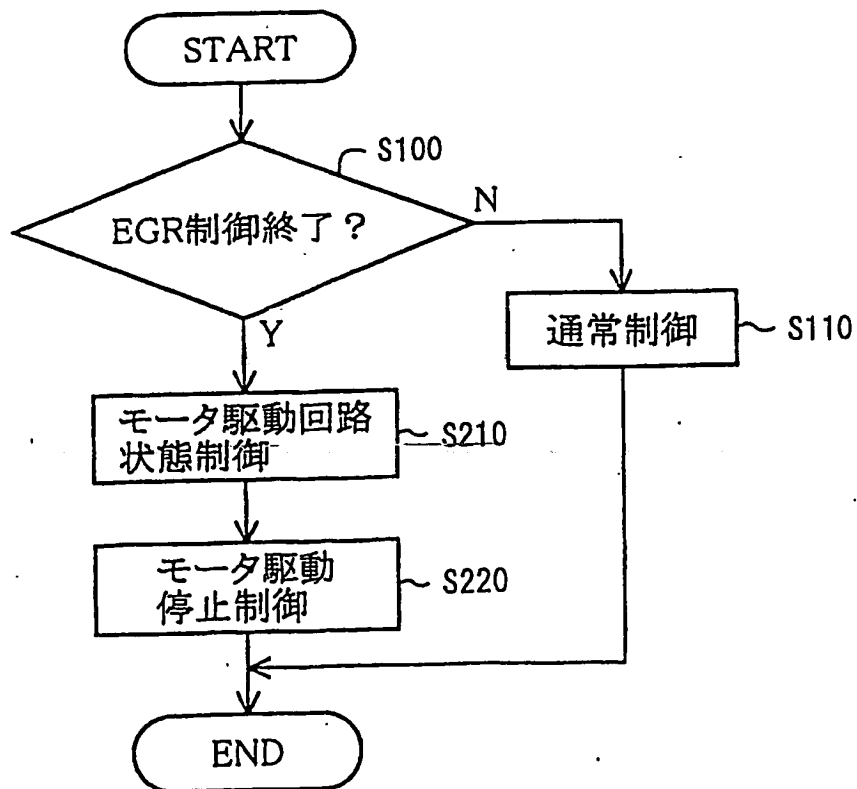 START
S100
EGR制御終了？
N
Y
通常制御
S110
モータ駆動回路
状態制御
S210
モータ駆動
停止制御
S220
END